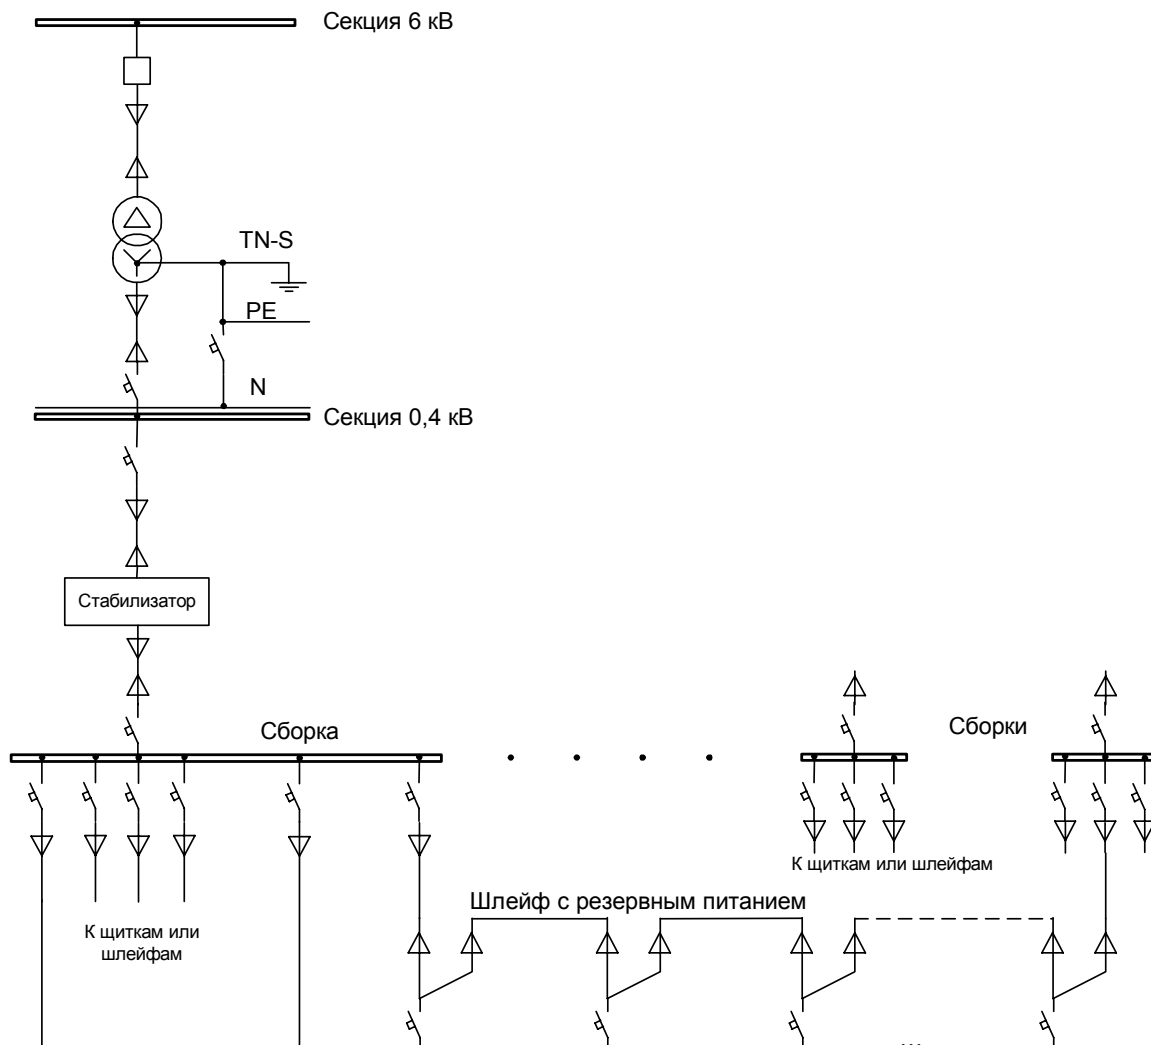 Секция 6 кВ
TN-S
PE
N
Секция 0,4 кВ
Стабилизатор
Сборка
Сборки
К щиткам или шлейфам
Шлейф с резервным питанием
К щиткам или
шлейфам